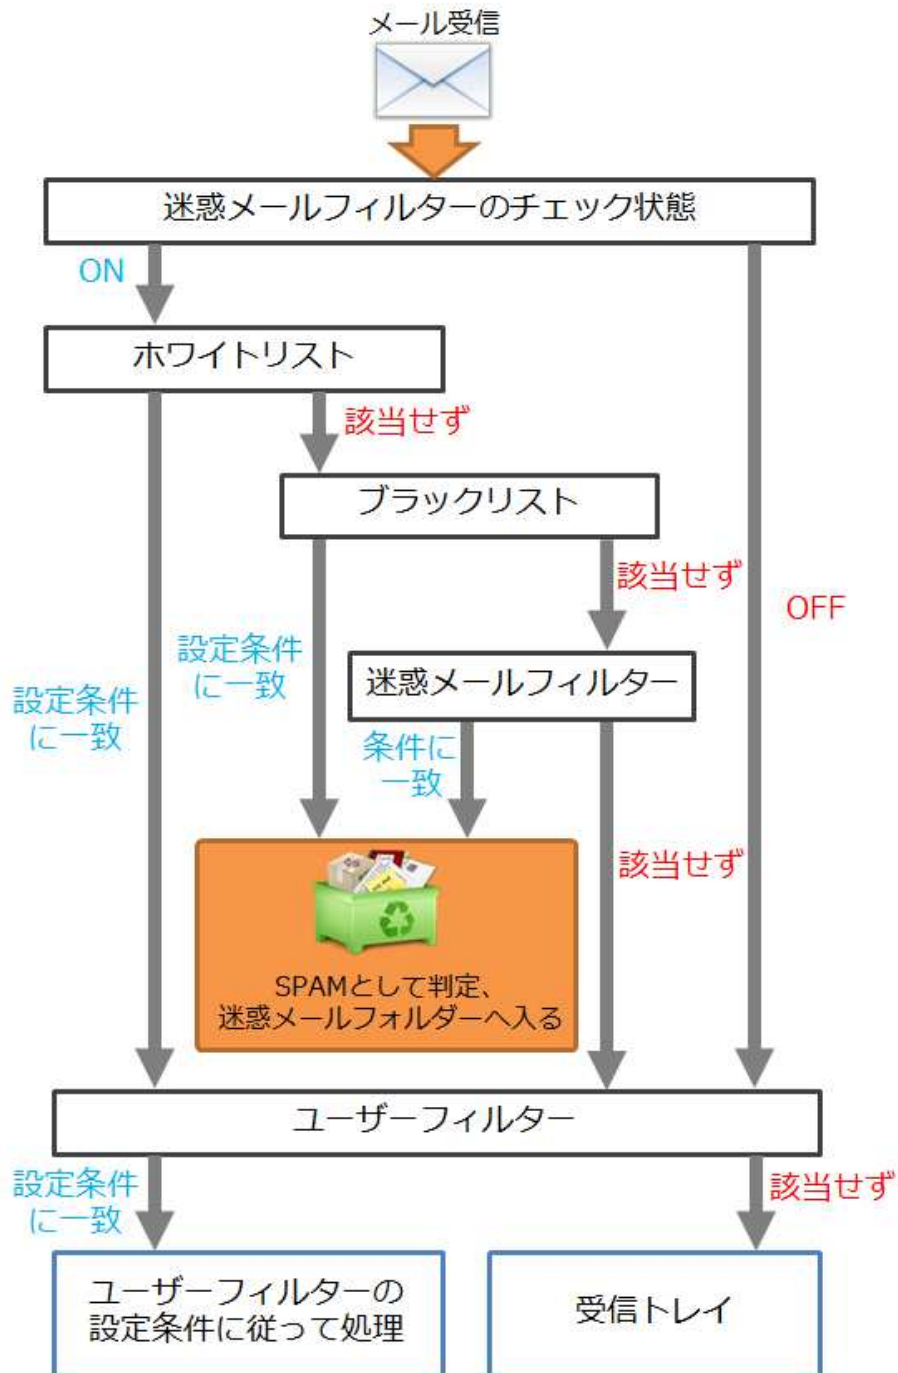 メール受信
迷惑メールフィルターのチェック状態
ON
ホワイトリスト
該当せず
ブラックリスト
該当せず
OFF
設定条件
に一致
迷惑メールフィルター
設定条件
に一致
条件に
一致
該当せず
SPAMとして判定、
迷惑メールフォルダーへ入る
ユーザーフィルター
設定条件
に一致
該当せず
ユーザーフィルターの
設定条件に従って処理
受信トレイ